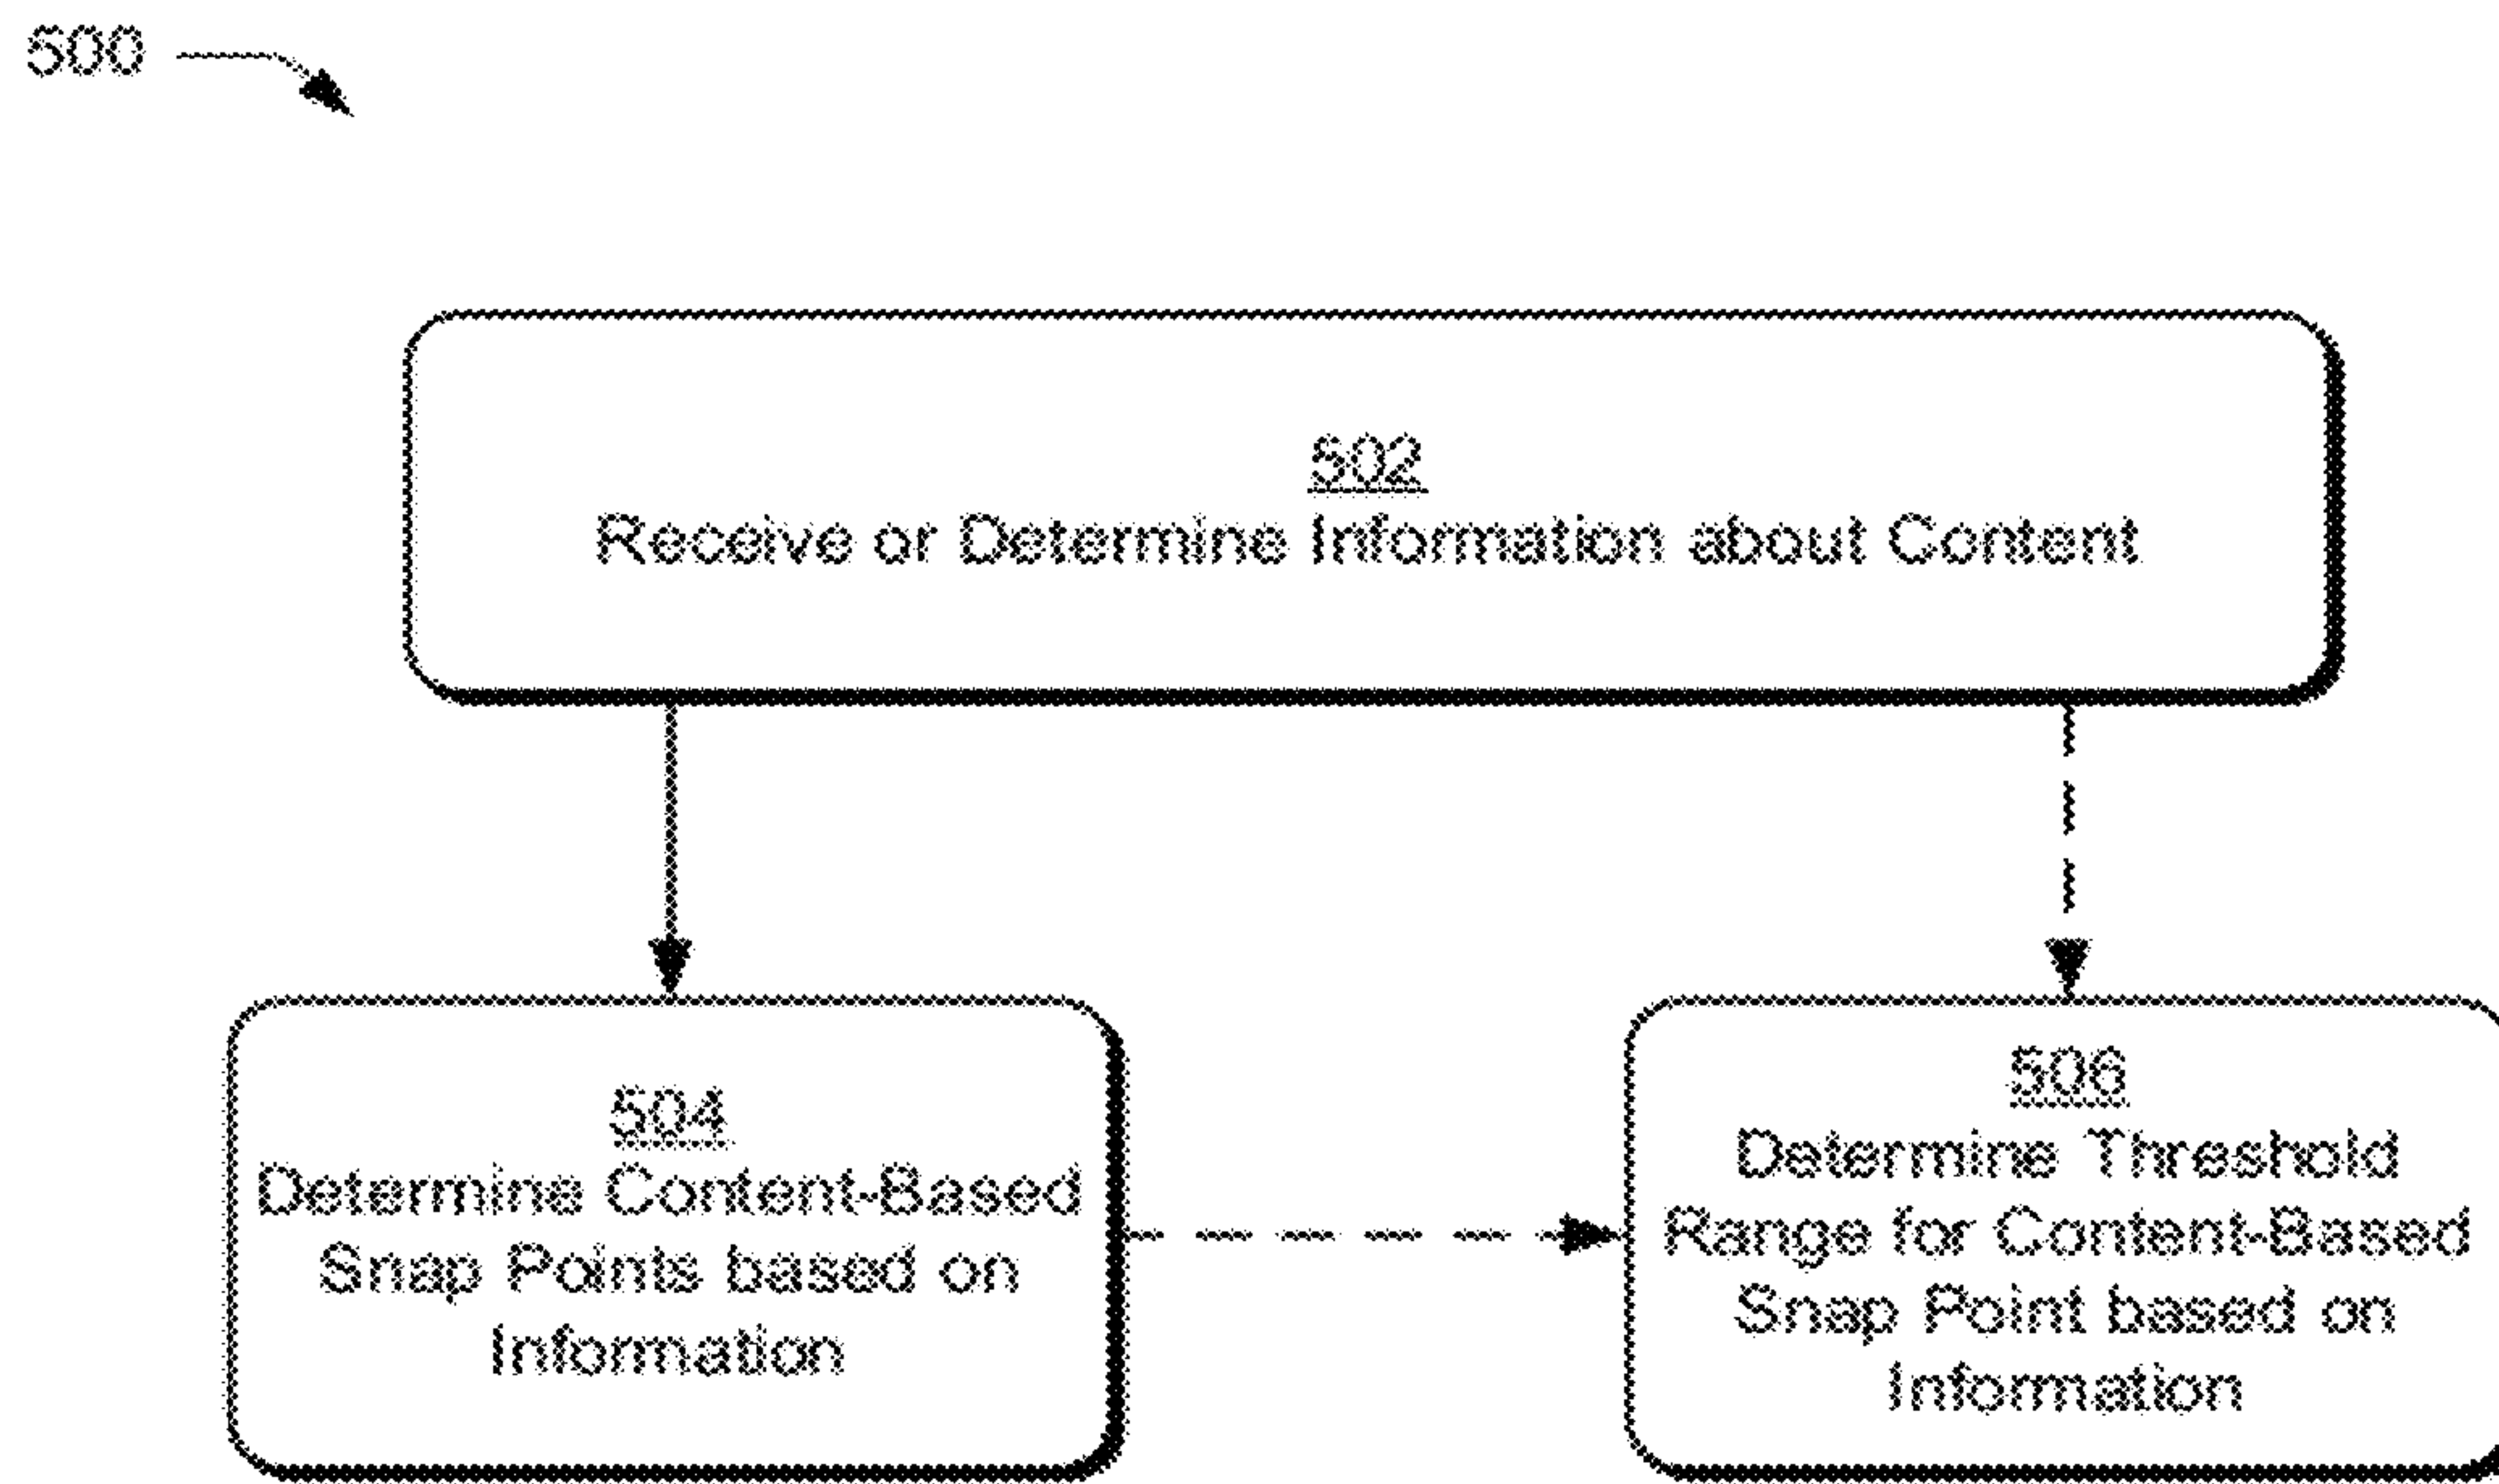 500
502
Receive or Determine Information about Content
504
Determine Content-Based
Snap Points based on
Information
506
Determine Threshold
Range for Content-Based
Snap Point based on
Information